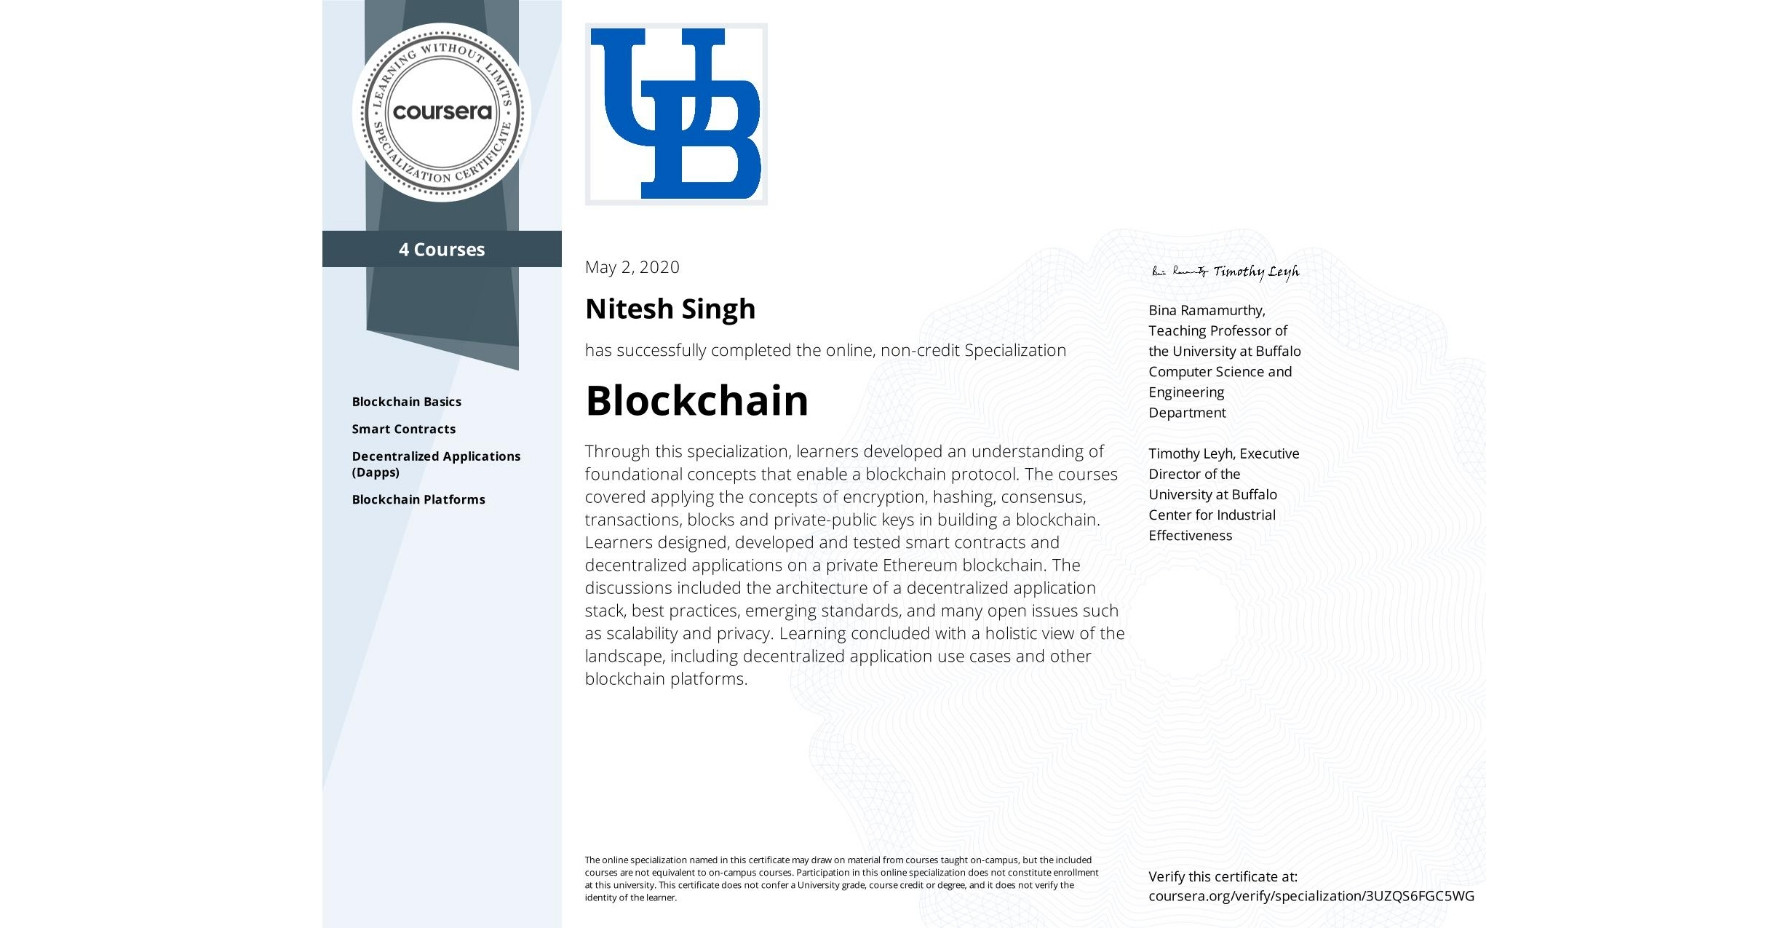 LEARNING WITHOUT LIMITS
coursera
SPECIALIZATION CERTIFICATE
4 Courses
Blockchain Basics
Smart Contracts
Decentralized Applications
(Dapps)
Blockchain Platforms
UB
May 2, 2020
Nitesh Singh
has successfully completed the online, non-credit Specialization
Blockchain
Through this specialization, learners developed an understanding of
foundational concepts that enable a blockchain protocol. The courses
covered applying the concepts of encryption, hashing, consensus,
transactions, blocks and private-public keys in building a blockchain.
Learners designed, developed and tested smart contracts and
decentralized applications on a private Ethereum blockchain. The
discussions included the architecture of a decentralized application
stack, best practices, emerging standards, and many open issues such
as scalability and privacy. Learning concluded with a holistic view of the
landscape, including decentralized application use cases and other
blockchain platforms.
The online specialization named in this certificate may draw on material from courses taught on-campus, but the included
courses are not equivalent to on-campus courses. Participation in this online specialization does not constitute enrollment
at this university. This certificate does not confer a University grade, course credit or degree, and it does not verify the
identity of the learner.
Timothy Leyh
Bina Ramamurthy,
Teaching Professor of
the University at Buffalo
Computer Science and
Engineering
Department
Timothy Leyh, Executive
Director of the
University at Buffalo
Center for Industrial
Effectiveness
Verify this certificate at:
coursera.org/verify/specialization/3UZQS6FGC5WG